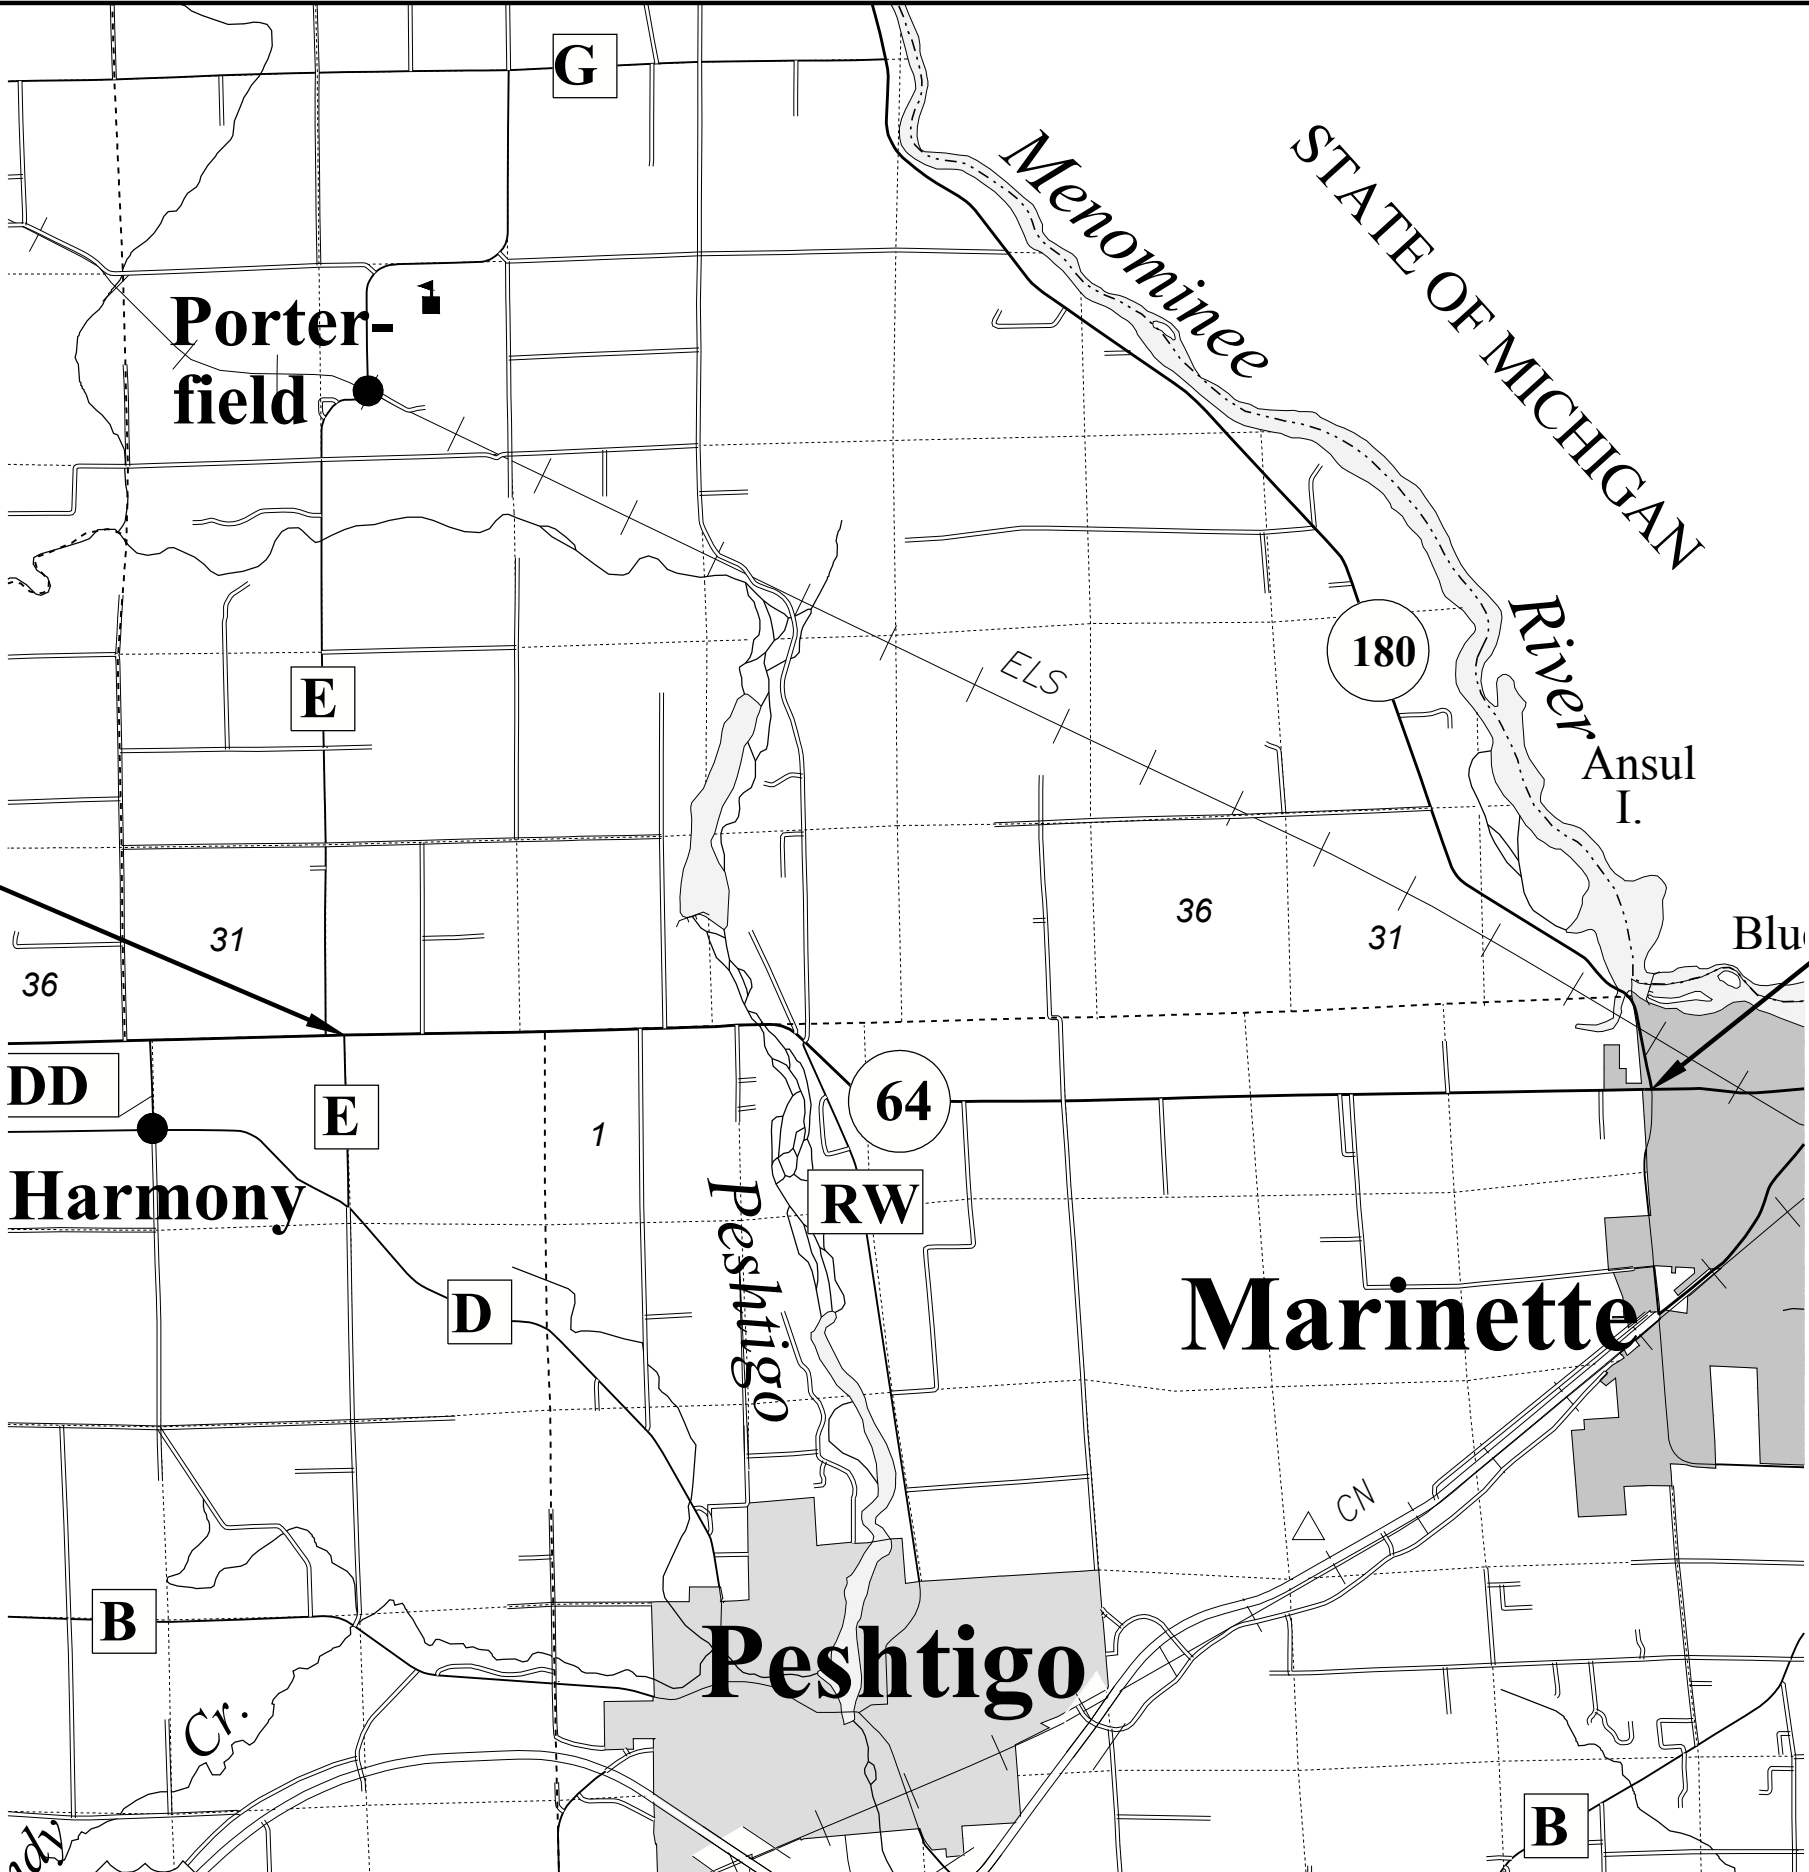 G
Menominee
STATE OF MICHIGAN
Porter-
field
River
180
ELS
E
Ansul
I.
36
31
31
36
64
DD
E
1
Harmony
RW
Peshtigo
D
Marinette
CN
B
Peshtigo
Cr.
B